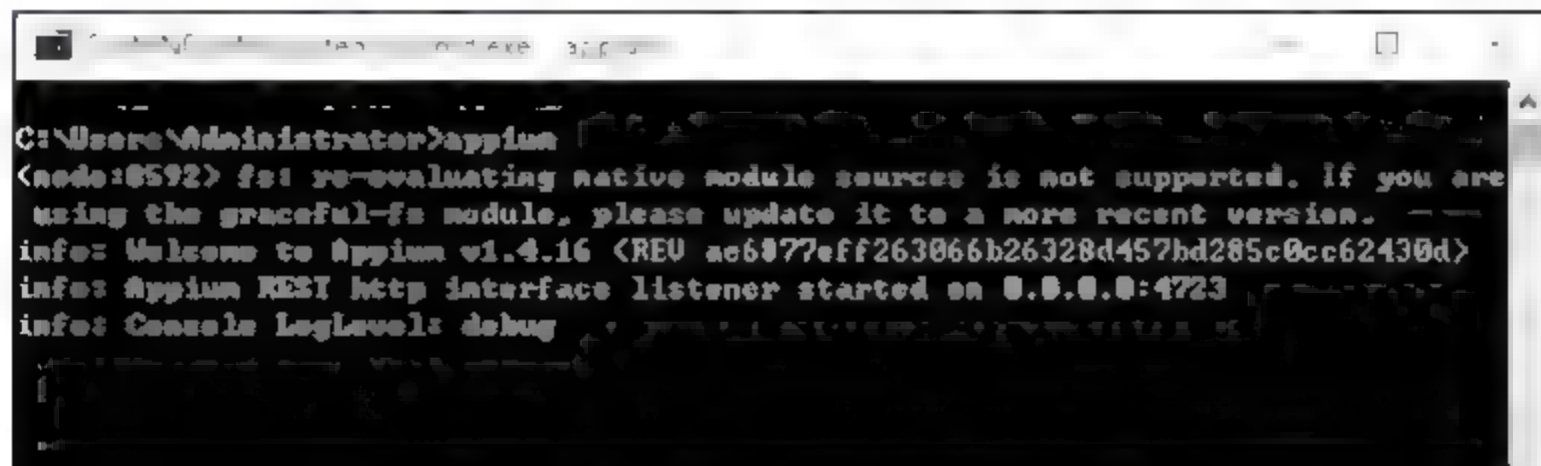 C:\Users\Administrator>appium
<node:8592> fs: re-evaluating native module sources is not supported. If you are
using the graceful-fs module, please update it to a more recent version.
info: Welcome to Appium v1.4.16 <REV ae6877eff263066b26328d457bd285c0cc62430d>
info: Appium REST http interface listener started on 0.0.0.0:4723
info: Console LogLevel: debug